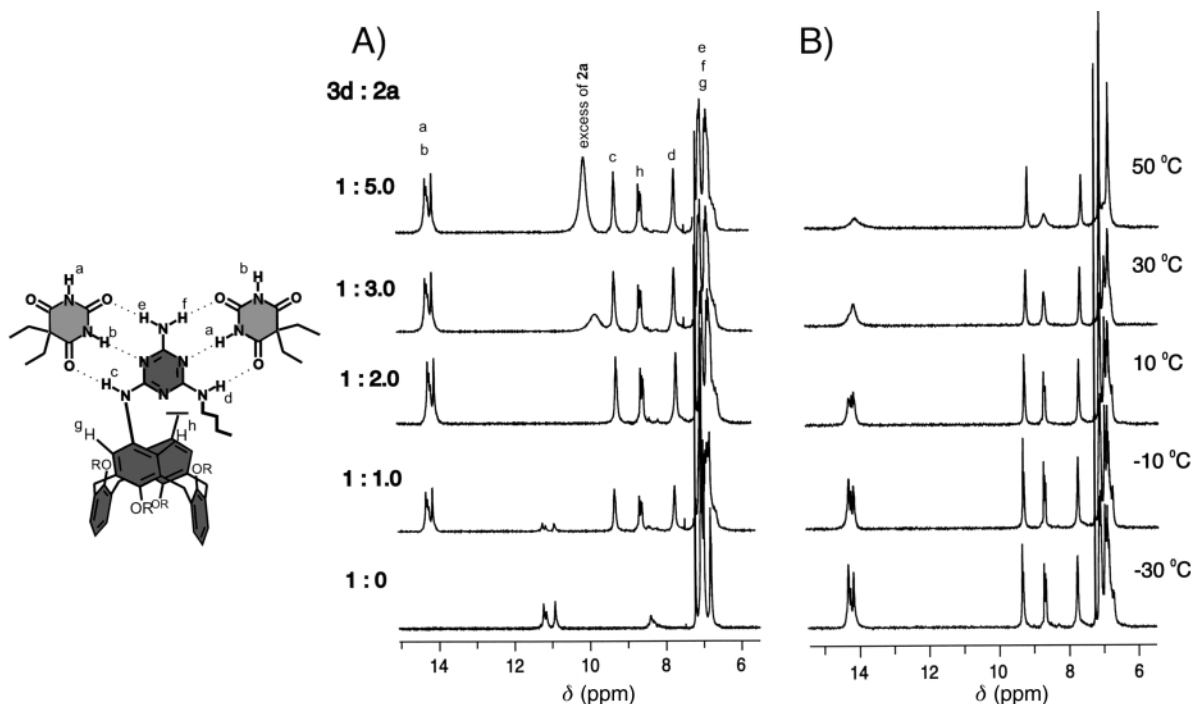 A)
B)
3d : 2a
1 : 5.0
1 : 3.0
1 : 2.0
1 : 1.0
1 : 0
a
b
excess of 2a
c
h
d
e
f
g
50 °C
30 °C
10 °C
-10 °C
-30 °C
14 12 10 8 6
δ (ppm)
14 12 10 8 6
δ (ppm)
a
H
O N O
O
N
H
b
O
e f
H H
N
b
H
O N O
O
a
H
N
O
N N
N
c
H
N
H
d
N
g
H
h
H
RO
OR
OR
OR